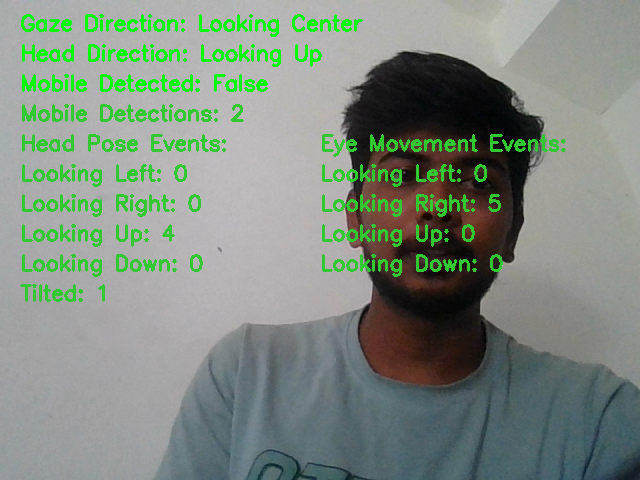 Gaze Direction: Looking Center
Head Direction: Looking Up
Mobile Detected: False
Mobile Detections: 2
Head Pose Events:
Looking Left: 0
Looking Right: 0
Looking Up: 4
Looking Down: 0
Tilted: 1
Eye Movement Events:
Looking Left: 0
Looking Right: 5
Looking Up: 0
Looking Down: 0